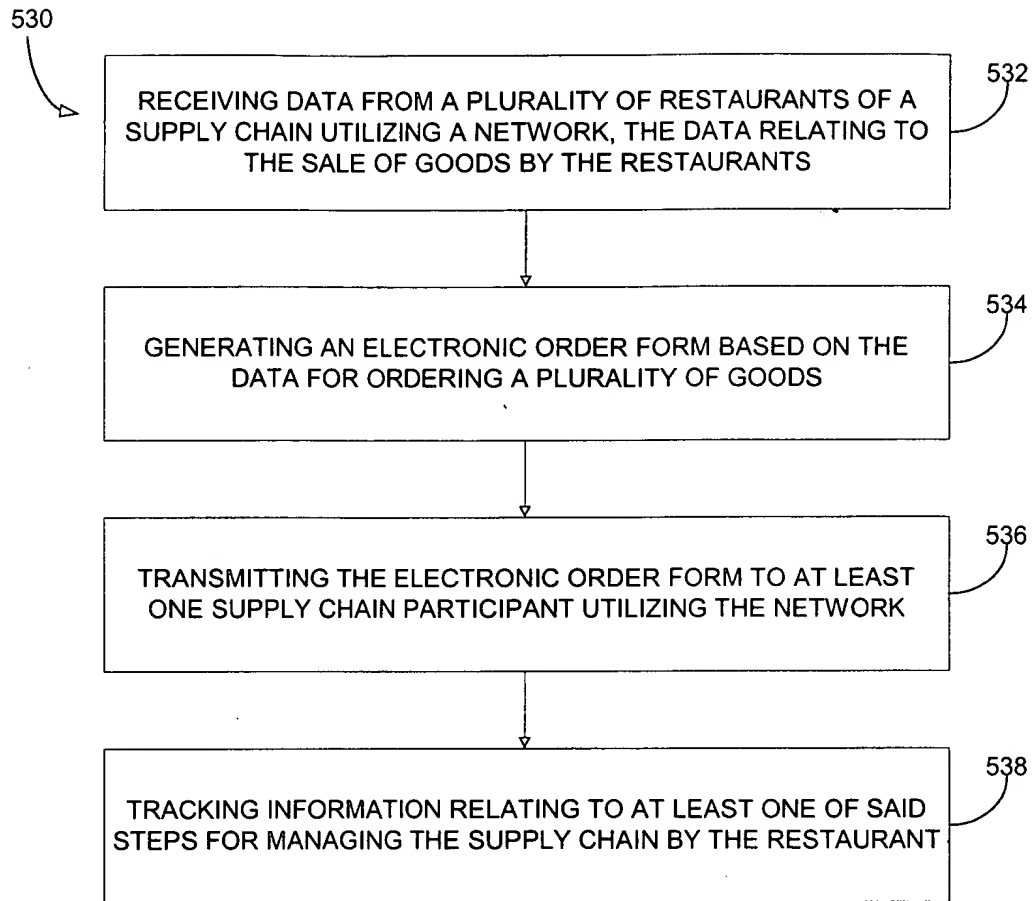 530
532
RECEIVING DATA FROM A PLURALITY OF RESTAURANTS OF A
SUPPLY CHAIN UTILIZING A NETWORK, THE DATA RELATING TO
THE SALE OF GOODS BY THE RESTAURANTS
534
GENERATING AN ELECTRONIC ORDER FORM BASED ON THE
DATA FOR ORDERING A PLURALITY OF GOODS
536
TRANSMITTING THE ELECTRONIC ORDER FORM TO AT LEAST
ONE SUPPLY CHAIN PARTICIPANT UTILIZING THE NETWORK
538
TRACKING INFORMATION RELATING TO AT LEAST ONE OF SAID
STEPS FOR MANAGING THE SUPPLY CHAIN BY THE RESTAURANT